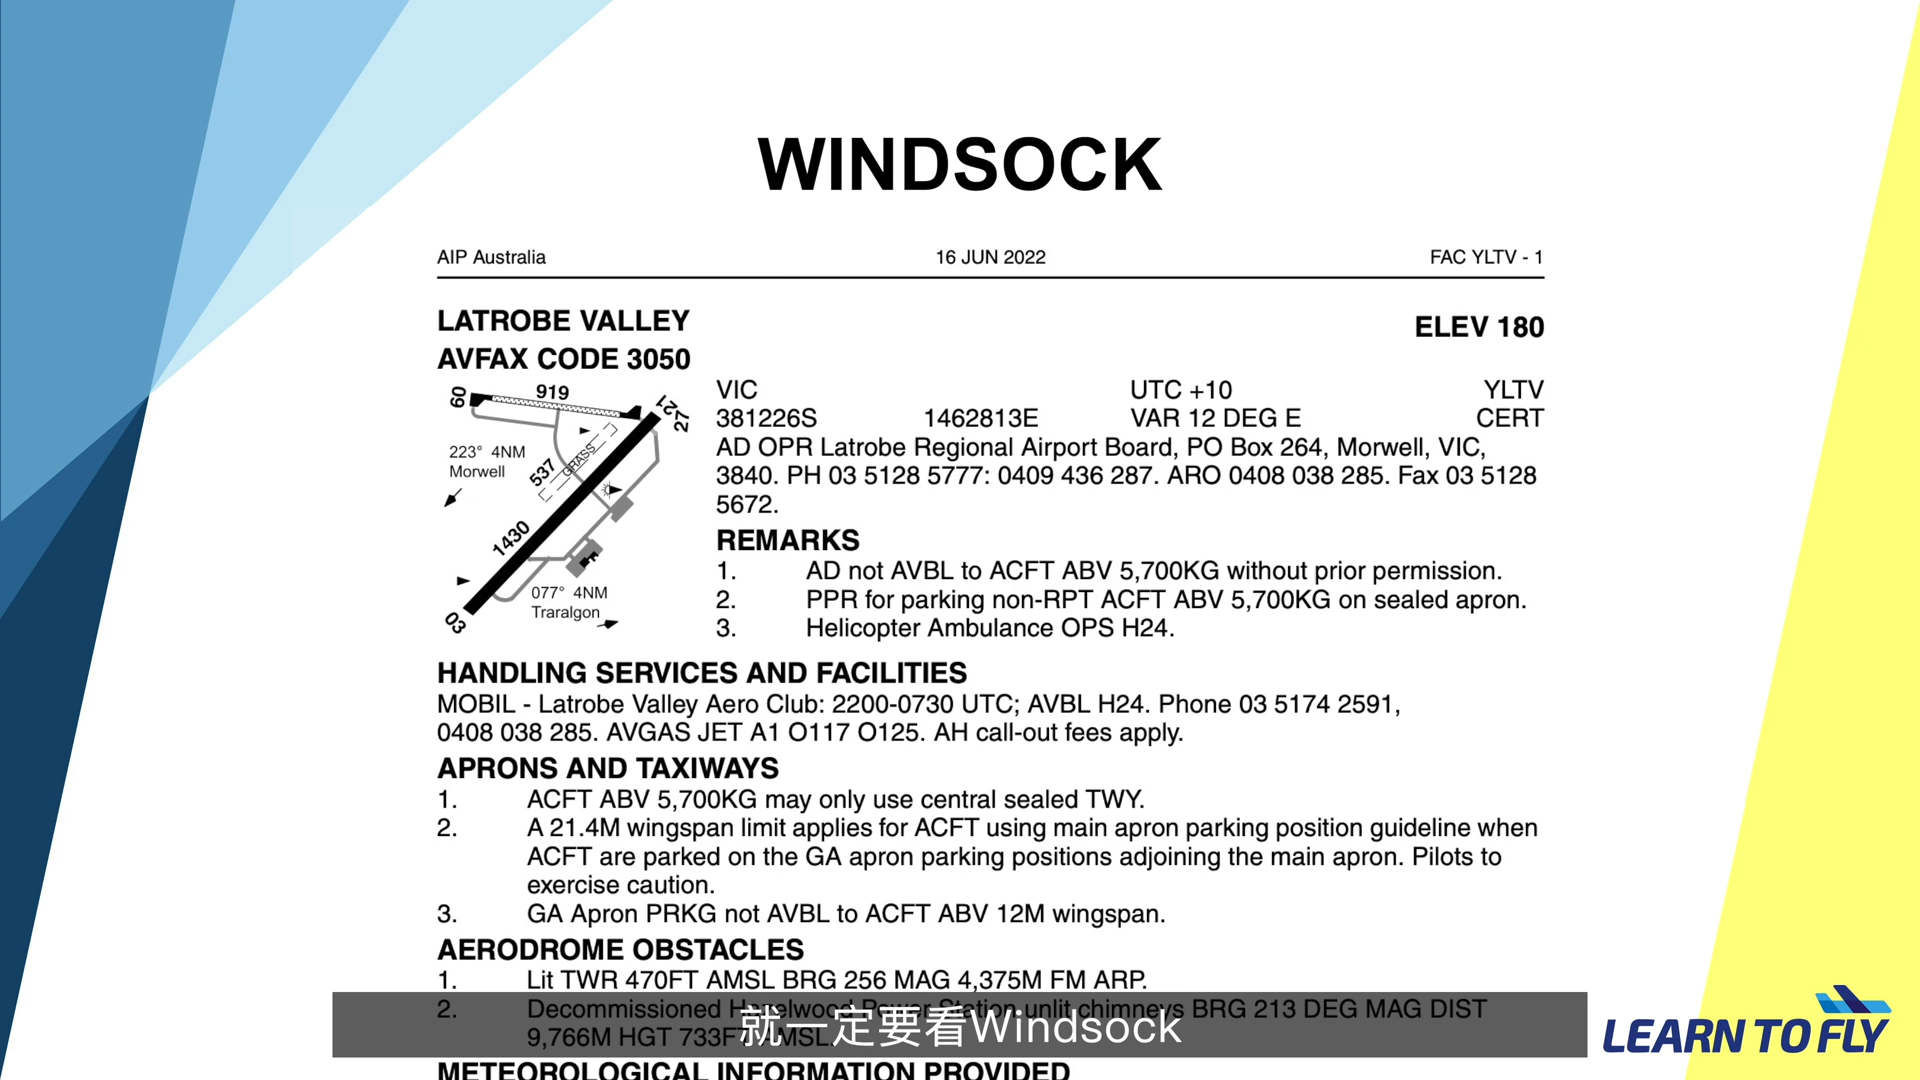 WINDSOCK
AIP Australia 16 JUN 2022 FAC YLTV - 1
LATROBE VALLEY
ELEV 180
AVFAX CODE 3050
09
919
21
27
223° 4NM
Morwell
537
GRASS
1430
077° 4NM
Traralgon
03
VIC UTC +10 YLTV
381226S 1462813E VAR 12 DEG E CERT
AD OPR Latrobe Regional Airport Board, PO Box 264, Morwell, VIC,
3840. PH 03 5128 5777: 0409 436 287. ARO 0408 038 285. Fax 03 5128
5672.
REMARKS
1. AD not AVBL to ACFT ABV 5,700KG without prior permission.
2. PPR for parking non-RPT ACFT ABV 5,700KG on sealed apron.
3. Helicopter Ambulance OPS H24.
HANDLING SERVICES AND FACILITIES
MOBIL - Latrobe Valley Aero Club: 2200-0730 UTC; AVBL H24. Phone 03 5174 2591,
0408 038 285. AVGAS JET A1 O117 O125. AH call-out fees apply.
APRONS AND TAXIWAYS
1. ACFT ABV 5,700KG may only use central sealed TWY.
2. A 21.4M wingspan limit applies for ACFT using main apron parking position guideline when
ACFT are parked on the GA apron parking positions adjoining the main apron. Pilots to
exercise caution.
3. GA Apron PRKG not AVBL to ACFT ABV 12M wingspan.
AERODROME OBSTACLES
1. Lit TWR 470FT AMSL BRG 256 MAG 4,375M FM ARP.
2. Decommissioned Hazelwood Power Station unlit chimneys BRG 213 DEG MAG DIST
9,766M HGT 733FT AMSL.
就一定要看Windsock
METEOROLOGICAL INFORMATION PROVIDED
LEARN TO FLY